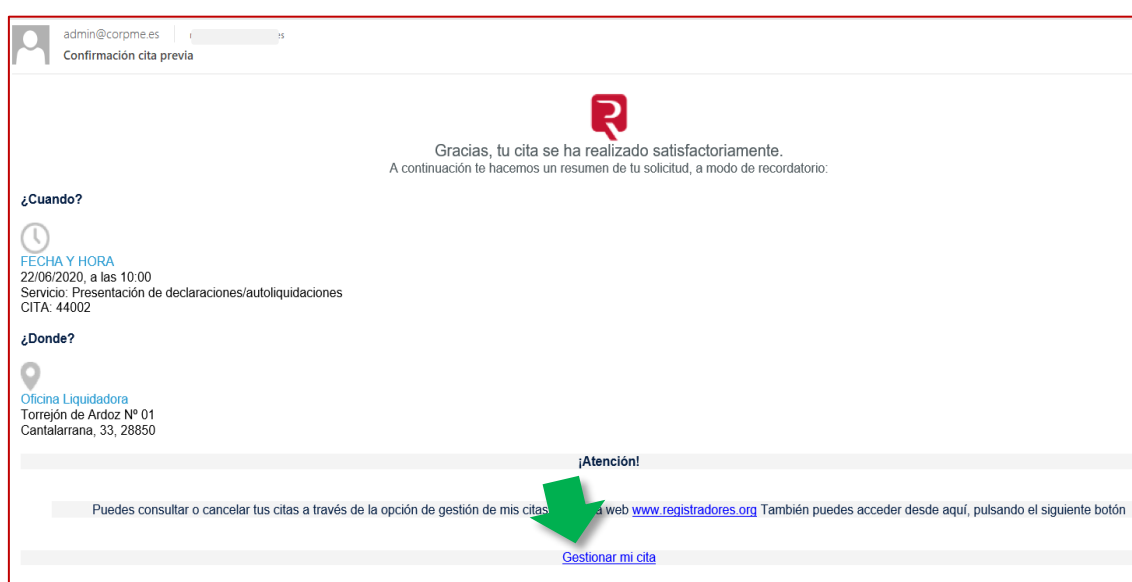 admin@corpme.es
Confirmación cita previa
Gracias, tu cita se ha realizado satisfactoriamente.
A continuación te hacemos un resumen de tu solicitud, a modo de recordatorio:
¿Cuando?
FECHA Y HORA
22/06/2020, a las 10:00
Servicio: Presentación de declaraciones/autoliquidaciones
CITA: 44002
¿Donde?
Oficina Liquidadora
Torrejón de Ardoz Nº 01
Cantalarrana, 33, 28850
¡Atención!
Puedes consultar o cancelar tus citas a través de la opción de gestión de mis citas web www.registradores.org También puedes acceder desde aquí, pulsando el siguiente botón
Gestionar mi cita